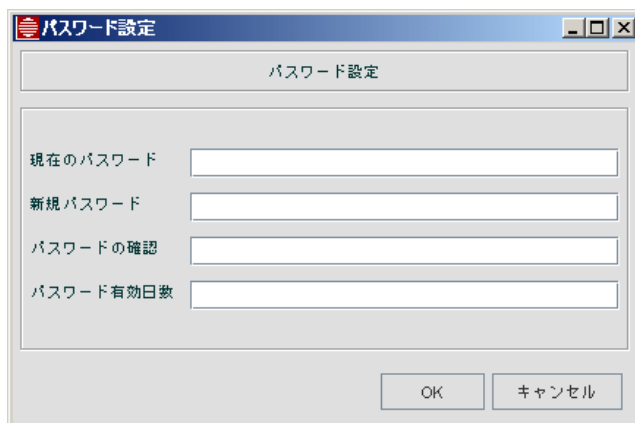 パスワード設定
パスワード設定
現在のパスワード
新規パスワード
パスワードの確認
パスワード有効日数
OK キャンセル